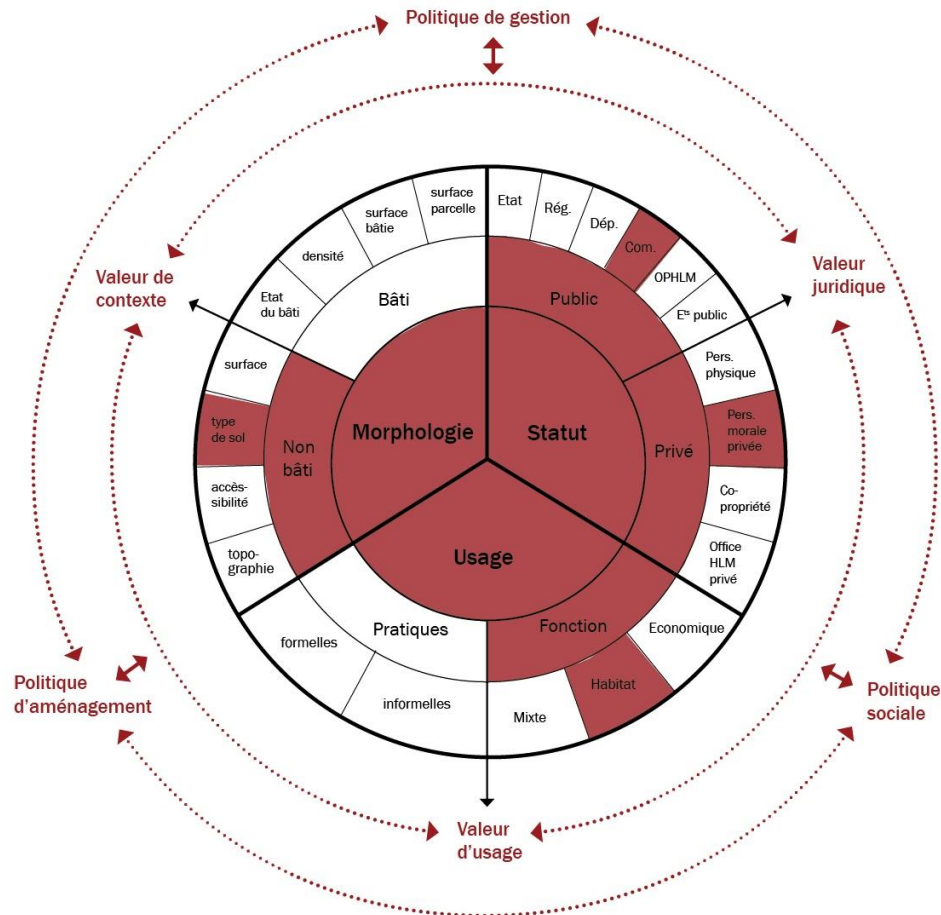 Politique de gestion
surface
parcelle
surface
bâtie
densité
Etat
du bâti
Etat
Rég.
Dép.
Com.
OPHLM
Ets public
Valeur de
contexte
Valeur
juridique
Bâti
Public
surface
type
de sol
accès-
sibilité
topo-
graphie
Non
bâti
Morphologie
Statut
Privé
Pers.
physique
Pers.
morale
privée
Co-
propriété
Office
HLM
privé
Usage
Pratiques
Fonction
formelles
informelles
Mixte
Habitat
Economique
Politique
d'aménagement
Politique
sociale
Valeur
d'usage